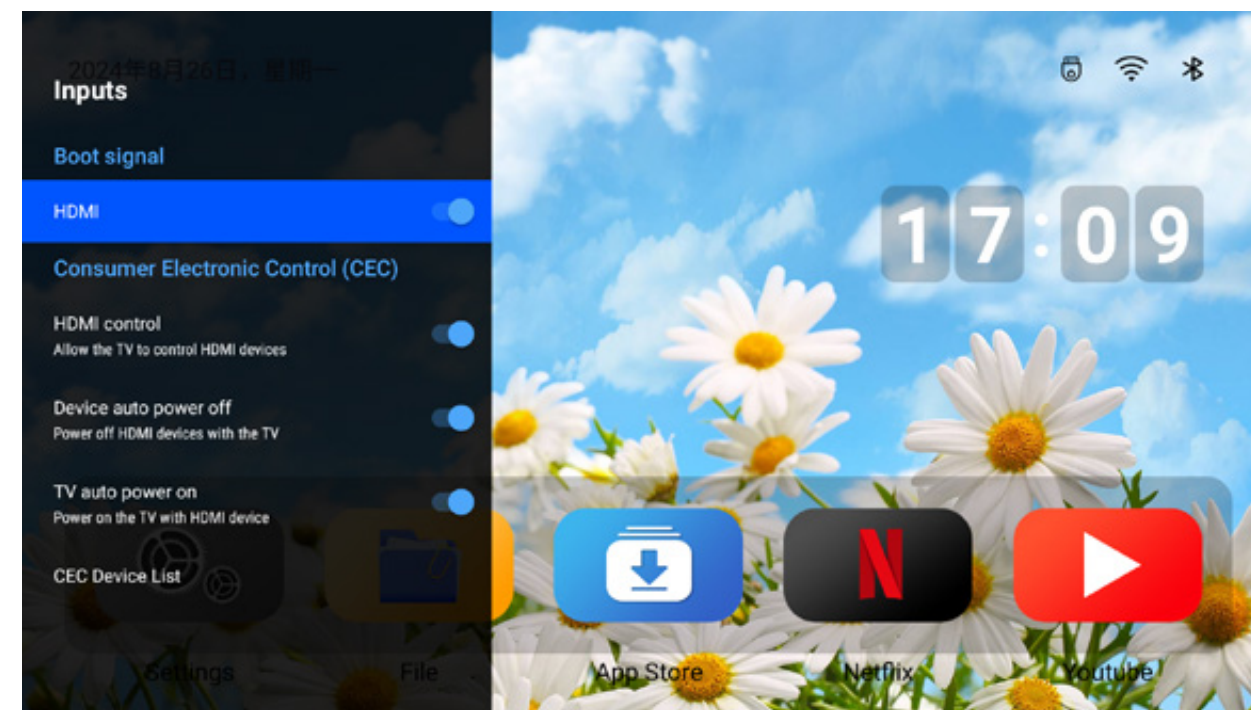 2024年8月26日，星期一
Inputs
Boot signal
HDMI
17:09
Consumer Electronic Control (CEC)
HDMI control
Allow the TV to control HDMI devices
Device auto power off
Power off HDMI devices with the TV
TV auto power on
Power on the TV with HDMI device
CEC Device List
N
Settings
File
App Store
Netflix
Youtube